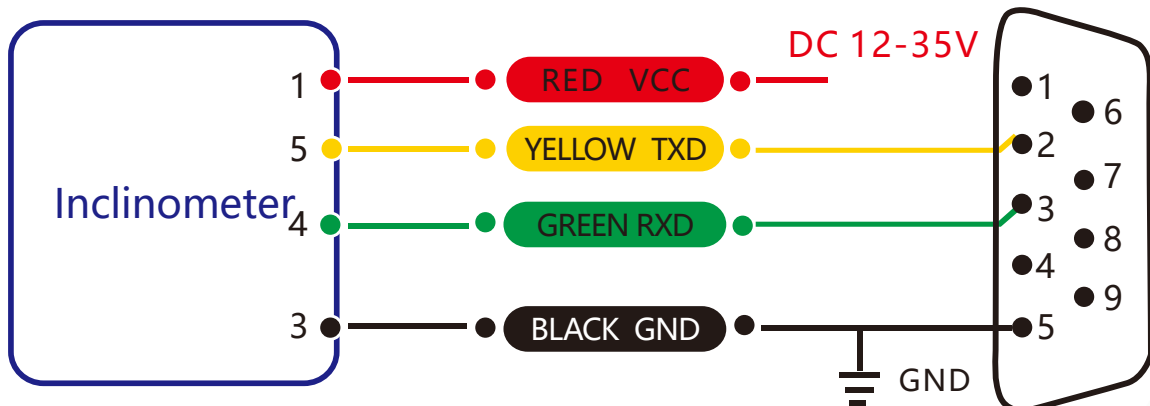 DC 12-35V
1 RED VCC 1
6
5 YELLOW TXD 2
7
Inclinometer
4 GREEN RXD 3
8
4
9
3 BLACK GND 5
GND